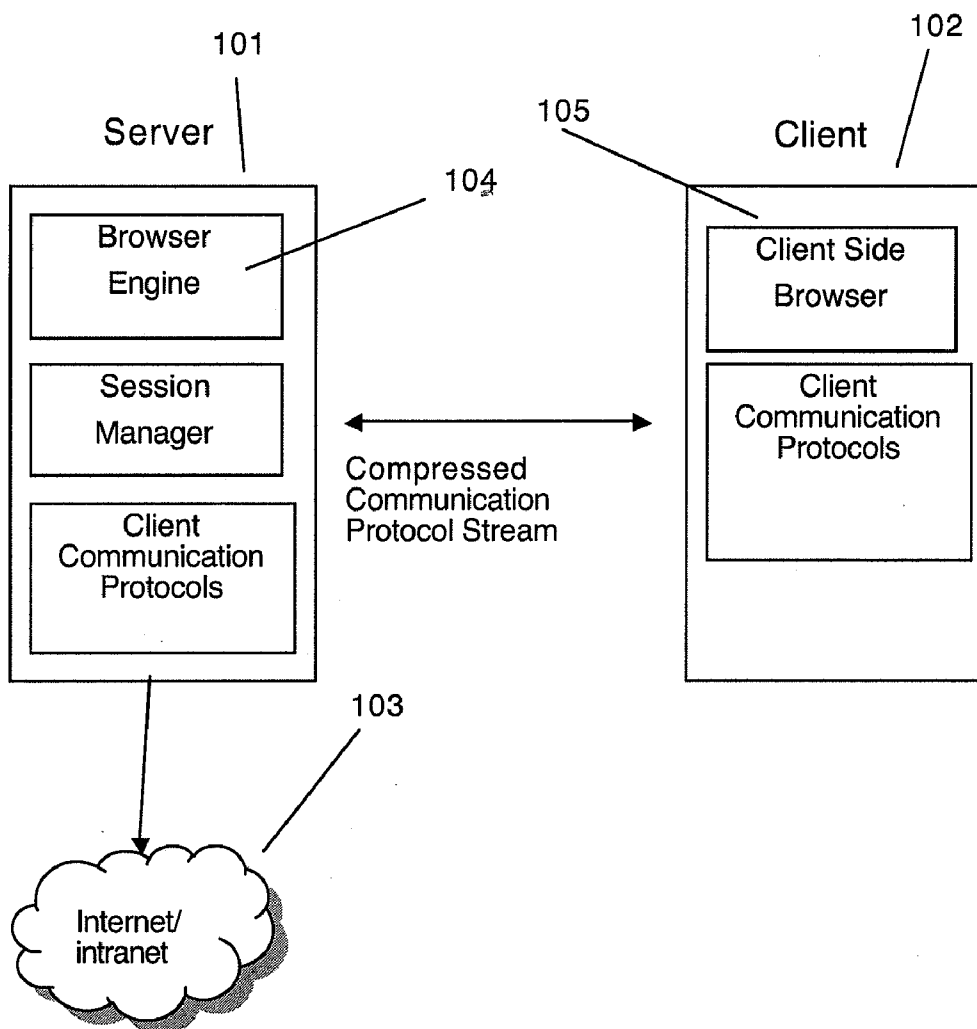 101
102
105
Server
Client
104
Browser
Engine
Client Side
Browser
Session
Manager
Client
Communication
Protocols
Compressed
Communication
Protocol Stream
Client
Communication
Protocols
103
Internet/
intranet